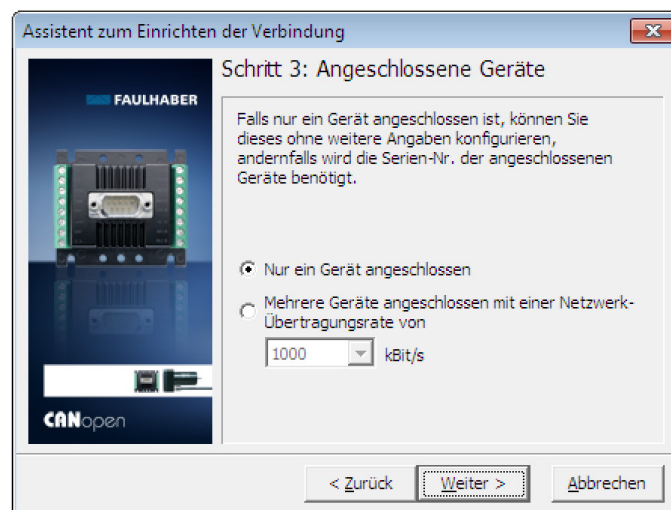 Assistent zum Einrichten der Verbindung
Schritt 3: Angeschlossene Geräte
FAULHABER
Falls nur ein Gerät angeschlossen ist, können Sie
dieses ohne weitere Angaben konfigurieren,
andernfalls wird die Serien-Nr. der angeschlossenen
Geräte benötigt.
Nur ein Gerät angeschlossen
Mehrere Geräte angeschlossen mit einer Netzwerk-
Übertragungsrate von
1000 kBit/s
CANopen
< Zurück Weiter > Abbrechen